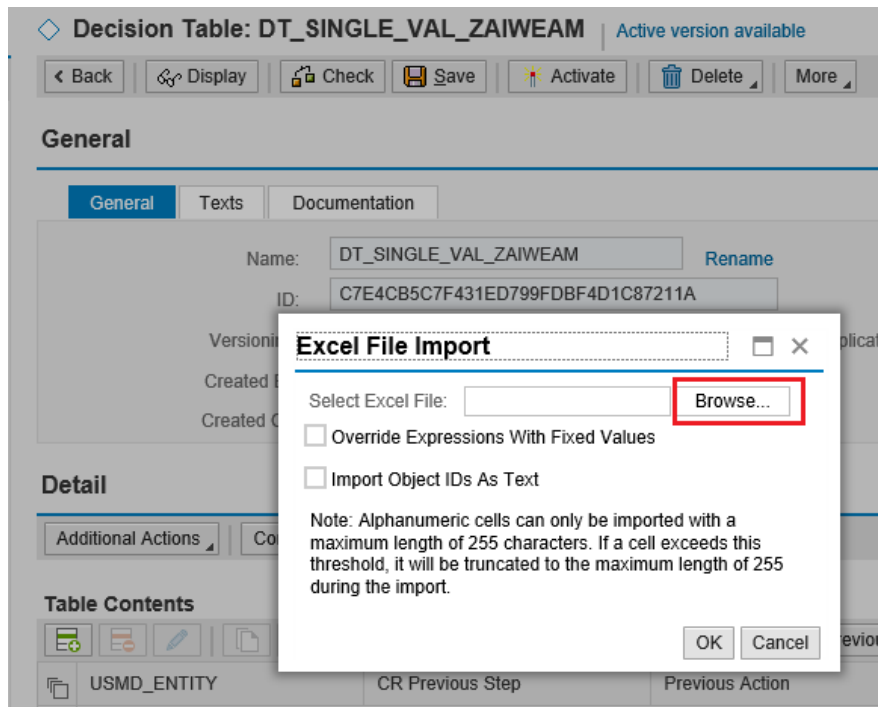 Decision Table: DT_SINGLE_VAL_ZAIWEAM Active version available
Back Display Check Save Activate Delete More
General
General Texts Documentation
Name: DT_SINGLE_VAL_ZAIWEAM Rename
ID: C7E4CB5C7F431ED799FDBF4D1C87211A
Versioni
Created
Created
Excel File Import
Select Excel File: Browse...
Override Expressions With Fixed Values
Import Object IDs As Text
Note: Alphanumeric cells can only be imported with a
maximum length of 255 characters. If a cell exceeds this
threshold, it will be truncated to the maximum length of 255
during the import.
OK Cancel
Detail
Additional Actions Co
Table Contents
USMD_ENTITY CR Previous Step Previous Action